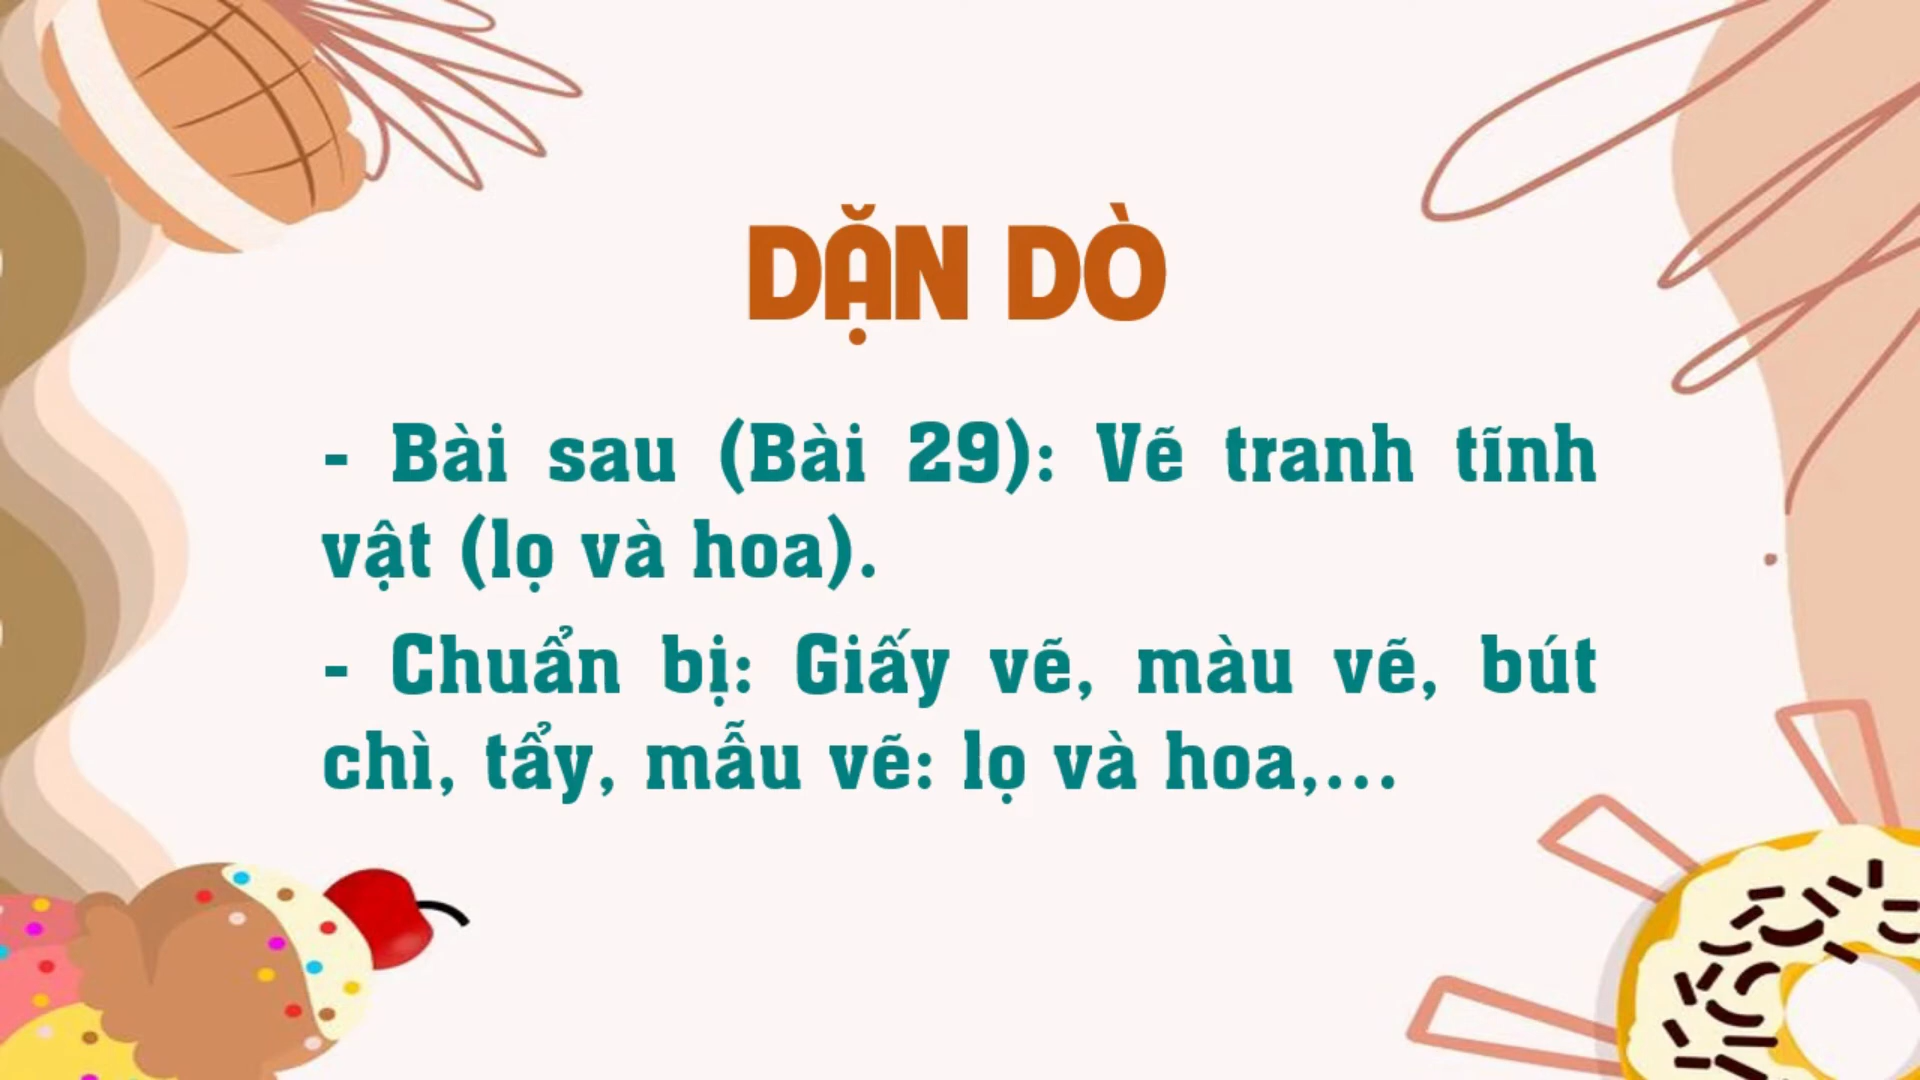 DẶN DÒ
- Bài sau (Bài 29): Vẽ tranh tĩnh
vật (lọ và hoa).
- Chuẩn bị: Giấy vẽ, màu vẽ, bút
chì, tẩy, mẫu vẽ: lọ và hoa,...